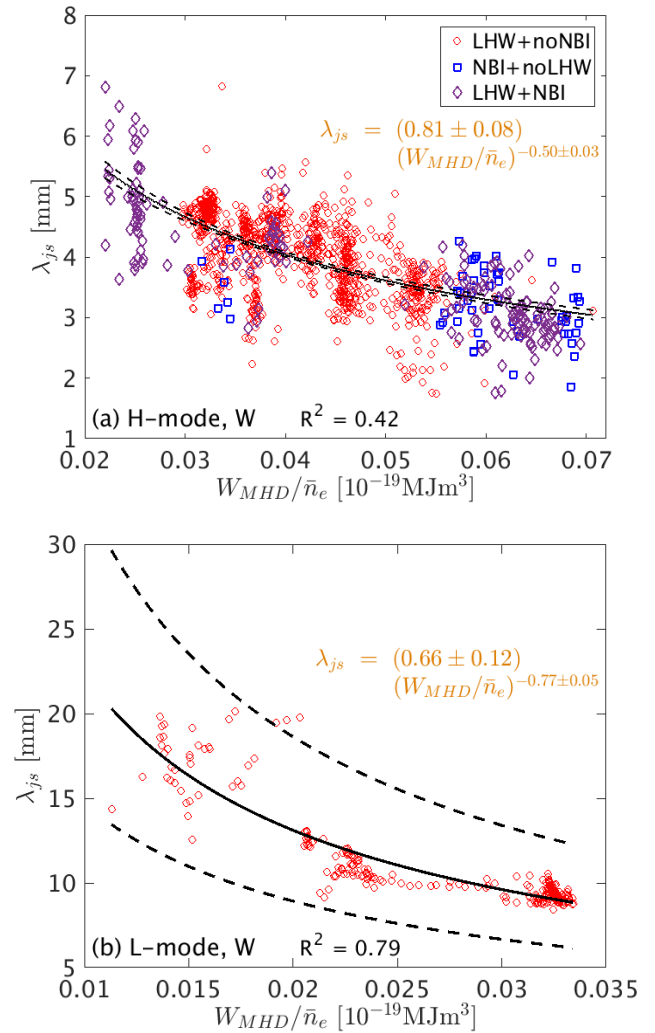 8
7
6
5
4
3
2
1
λ_js [mm]
LHW+noNBI
NBI+noLHW
LHW+NBI
λ_js = (0.81 ± 0.08)
(W_MHD/n̄_e)^−0.50±0.03
(a) H−mode, W R² = 0.42
0.02 0.03 0.04 0.05 0.06 0.07
W_MHD/n̄_e [10^−19MJm^3]
30
25
20
15
10
5
λ_js [mm]
λ_js = (0.66 ± 0.12)
(W_MHD/n̄_e)^−0.77±0.05
(b) L−mode, W R² = 0.79
0.01 0.015 0.02 0.025 0.03 0.035
W_MHD/n̄_e [10^−19MJm^3]